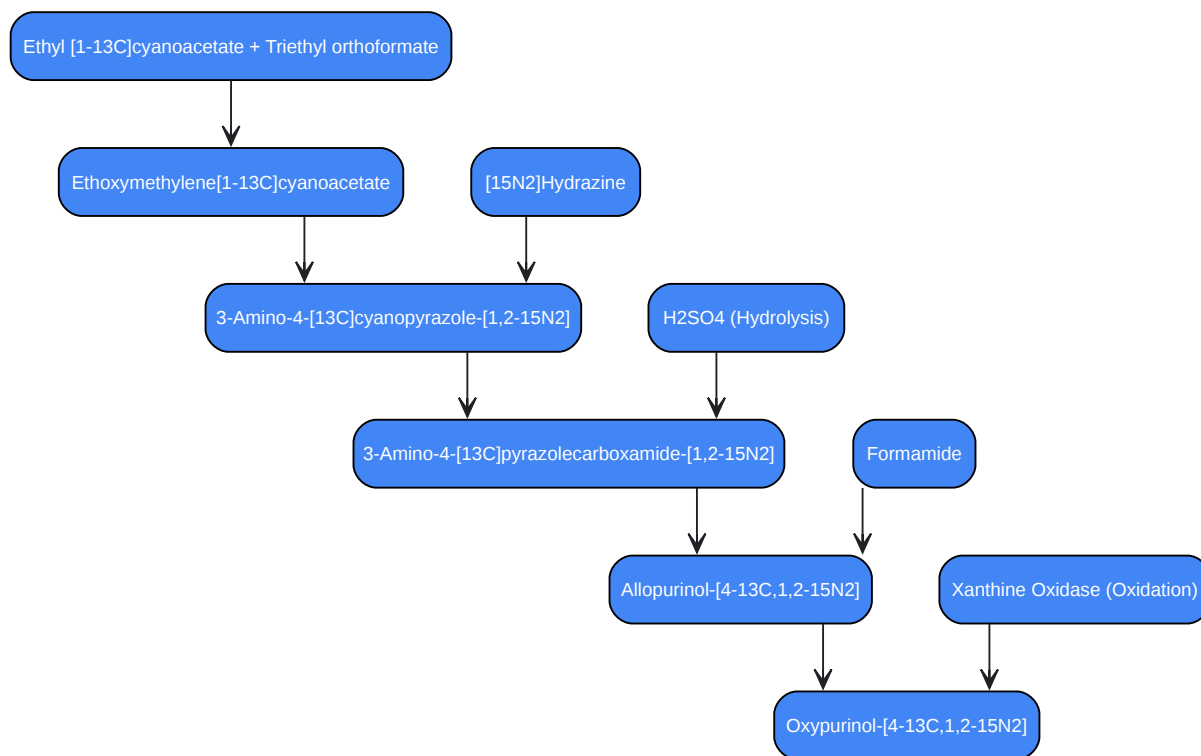 Ethyl [1-13C]cyanoacetate + Triethyl orthoformate
Ethoxymethylene[1-13C]cyanoacetate
[15N2]Hydrazine
3-Amino-4-[13C]cyanopyrazole-[1,2-15N2]
H2SO4 (Hydrolysis)
3-Amino-4-[13C]pyrazolecarboxamide-[1,2-15N2]
Formamide
Allopurinol-[4-13C,1,2-15N2]
Xanthine Oxidase (Oxidation)
Oxypurinol-[4-13C,1,2-15N2]